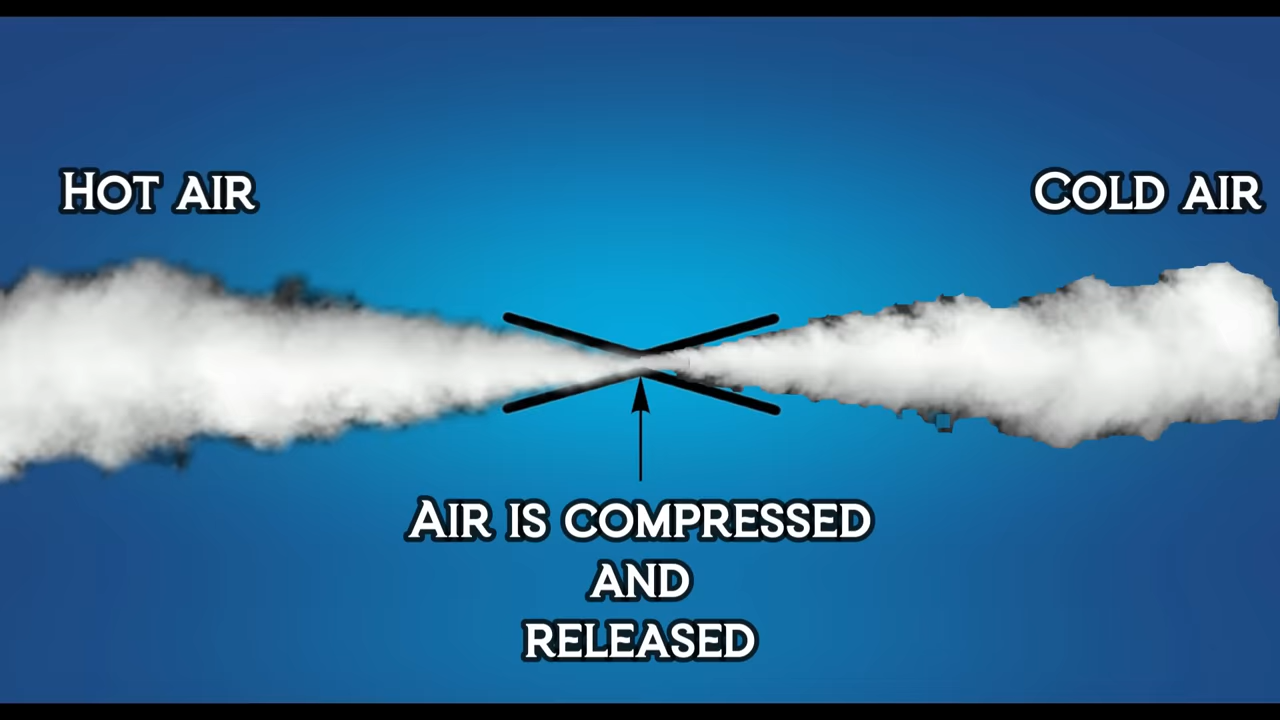 Hot air
Cold air
Air is compressed
and
released